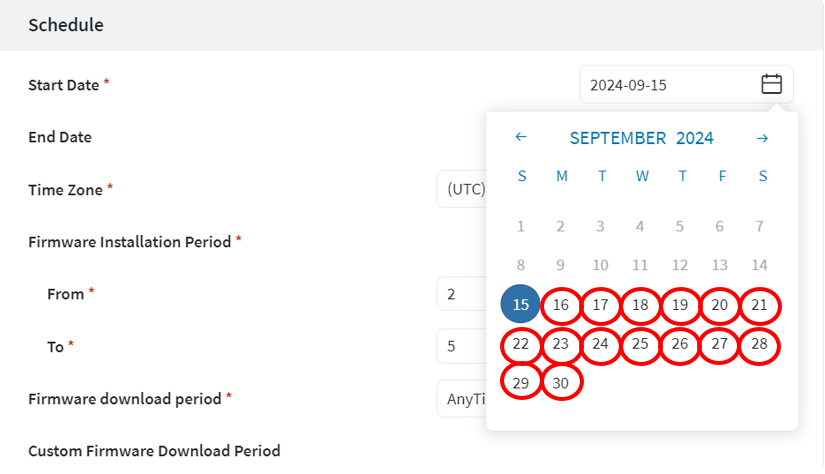 Schedule
Start Date *
2024-09-15
End Date
Time Zone *
(UTC)
Firmware Installation Period *
From *
2
To *
5
Firmware download period *
AnyTi
Custom Firmware Download Period
← SEPTEMBER 2024 →
S M T W T F S
1 2 3 4 5 6 7
8 9 10 11 12 13 14
15 16 17 18 19 20 21
22 23 24 25 26 27 28
29 30